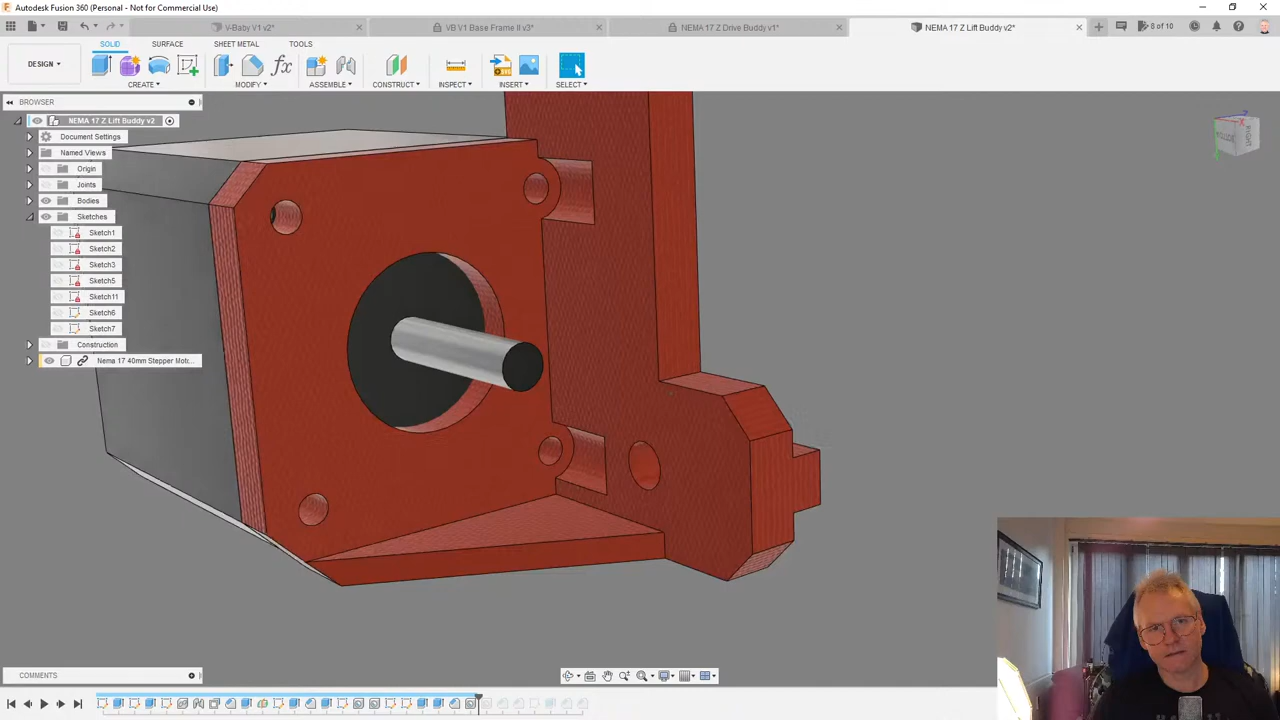 Autodesk Fusion 360 (Personal - Not for Commercial Use)
V-Baby V1 v2*
VB V1 Base Frame II v3*
NEMA 17 Z Drive Buddy v1*
NEMA 17 Z Lift Buddy v2*
8 of 10
SOLID
SURFACE
SHEET METAL
TOOLS
DESIGN
CREATE
MODIFY
ASSEMBLE
CONSTRUCT
INSPECT
INSERT
SELECT
BROWSER
NEMA 17 Z Lift Buddy v2
Document Settings
Named Views
Origin
Joints
Bodies
Sketches
Sketch1
Sketch2
Sketch3
Sketch5
Sketch11
Sketch6
Sketch7
Construction
Nema 17 40mm Stepper Moto...
RIGHT
COMMENTS